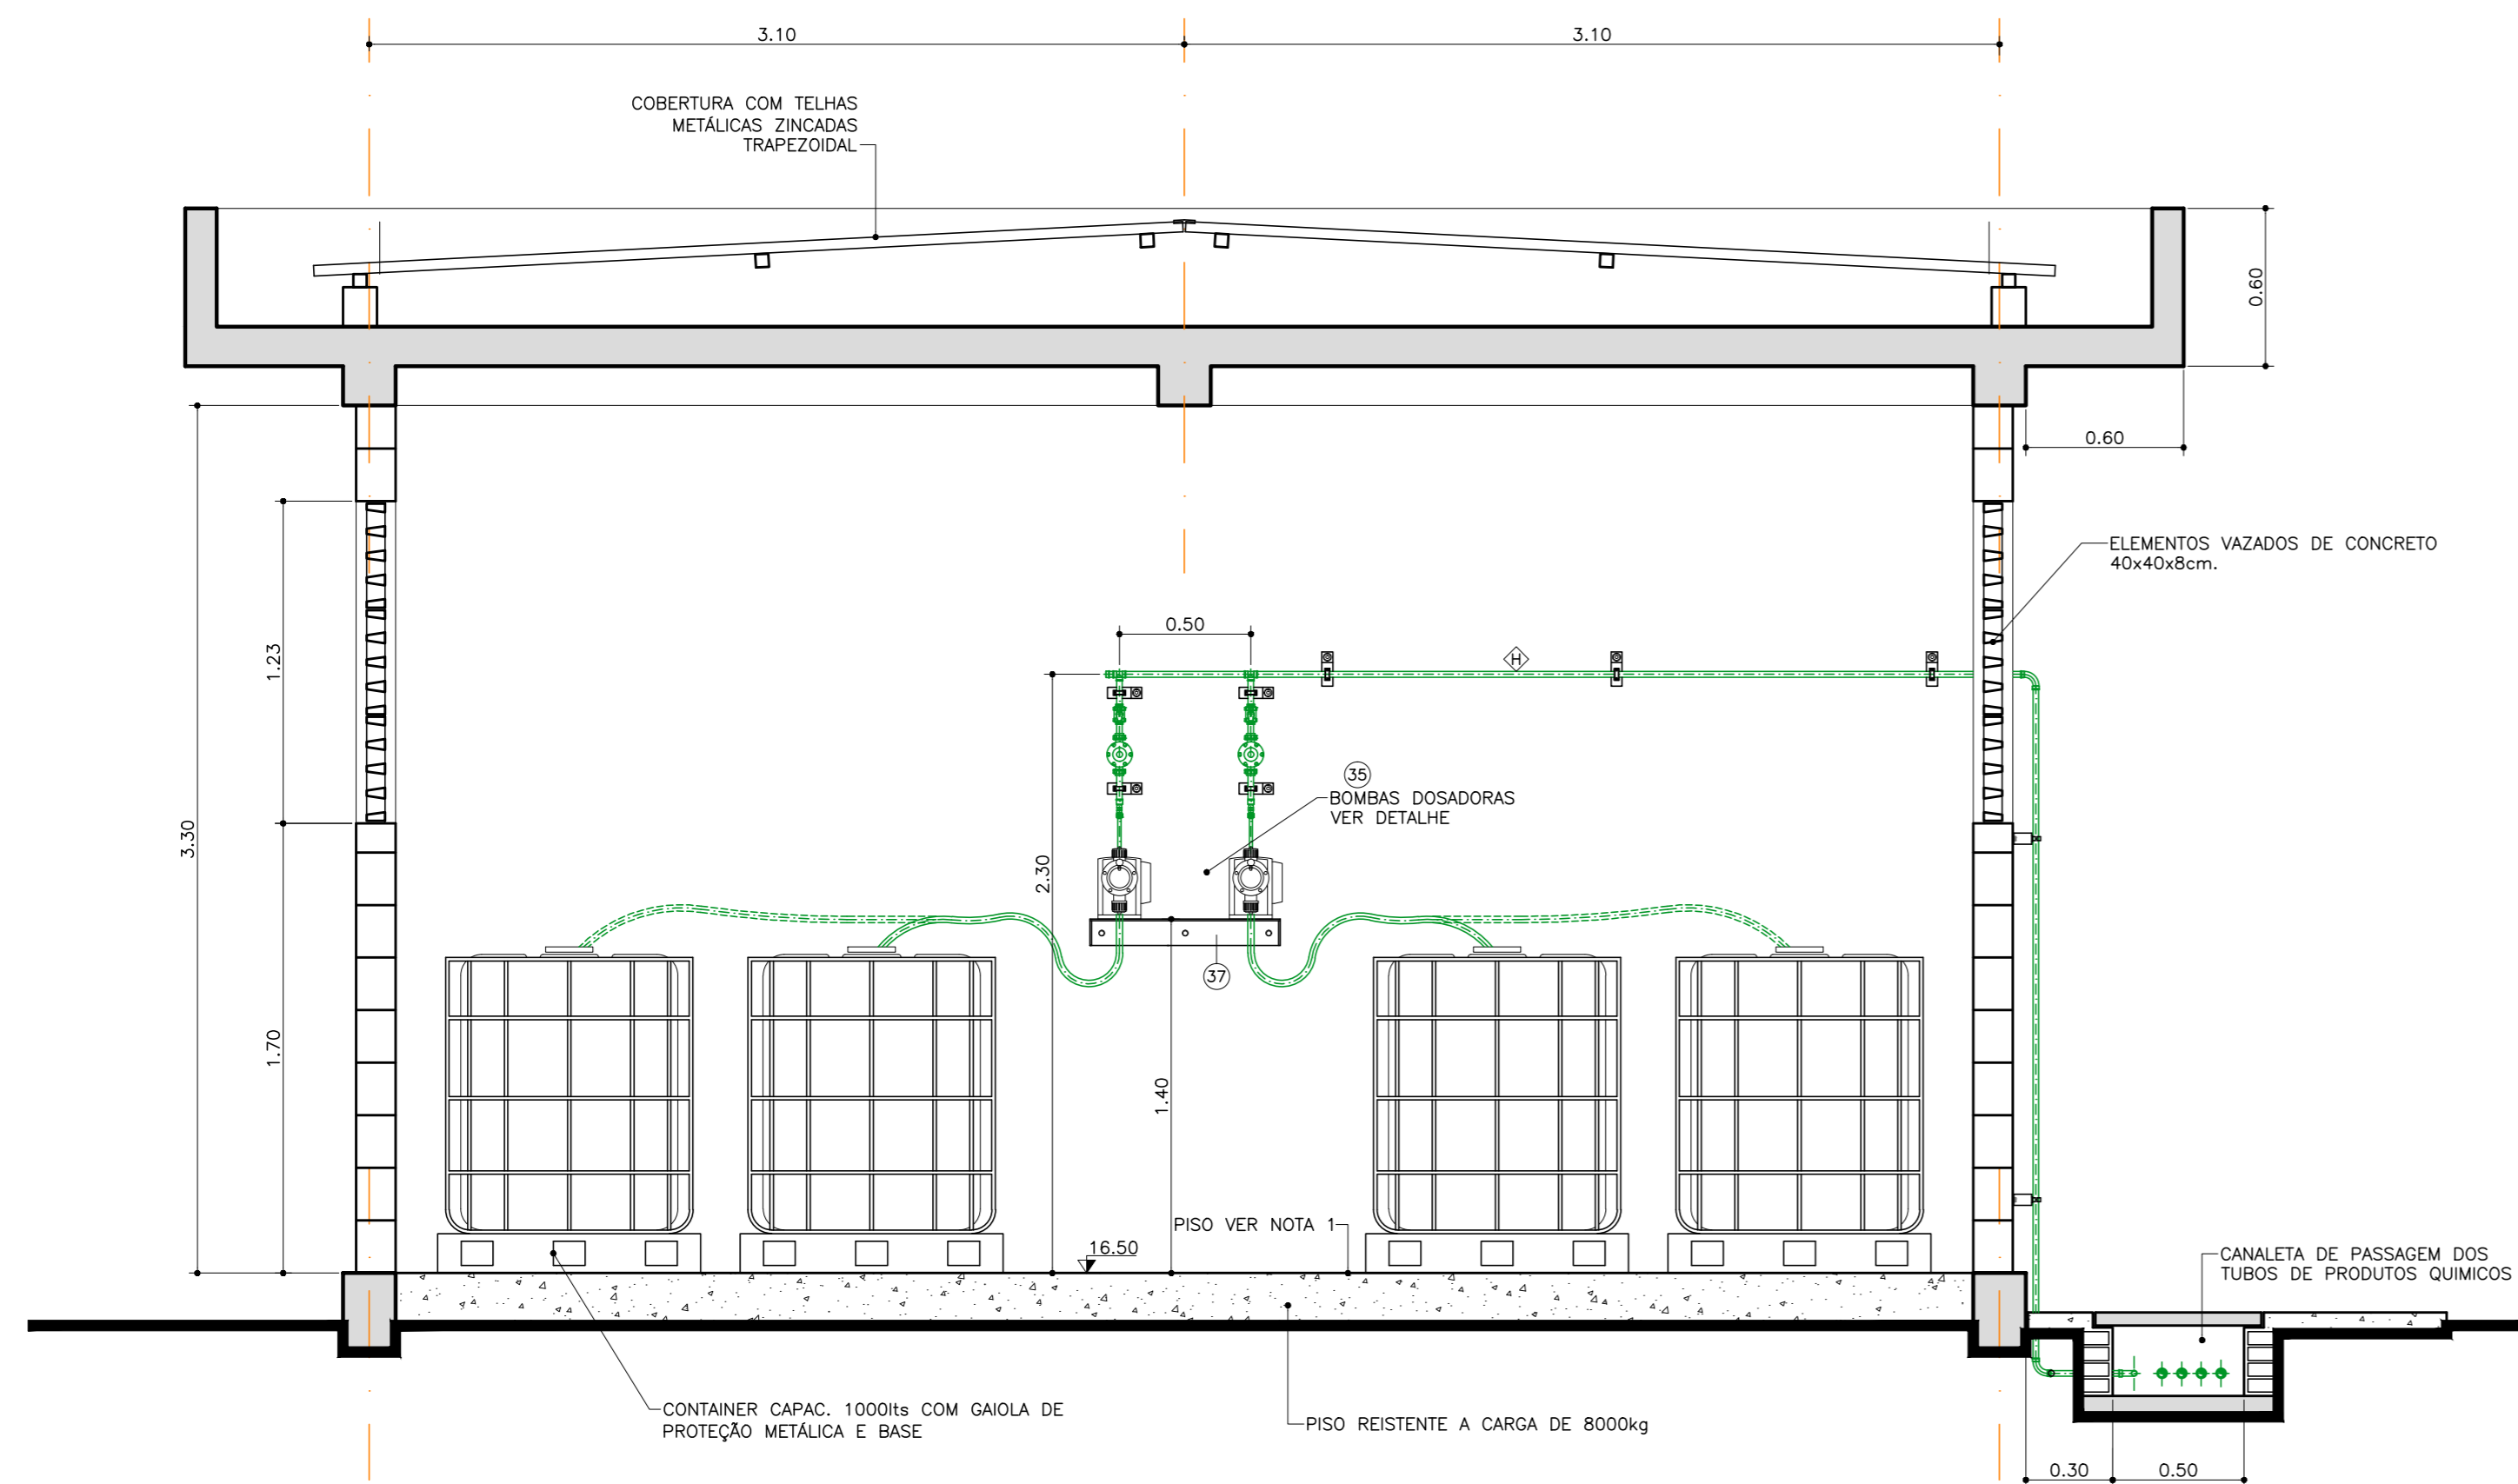 3.10
3.10
COBERTURA COM TELHAS
METÁLICAS ZINCADAS
TRAPEZOIDAL
0.60
0.60
ELEMENTOS VAZADOS DE CONCRETO
40x40x8cm.
0.50
H
1.23
3.30
35
BOMBAS DOSADORAS
VER DETALHE
2.30
37
1.70
1.40
PISO VER NOTA 1
16.50
CANALETA DE PASSAGEM DOS
TUBOS DE PRODUTOS QUIMICOS
CONTAINER CAPAC. 1000lts COM GAIOLA DE
PROTEÇÃO METÁLICA E BASE
PISO REISTENTE A CARGA DE 8000kg
0.30
0.50